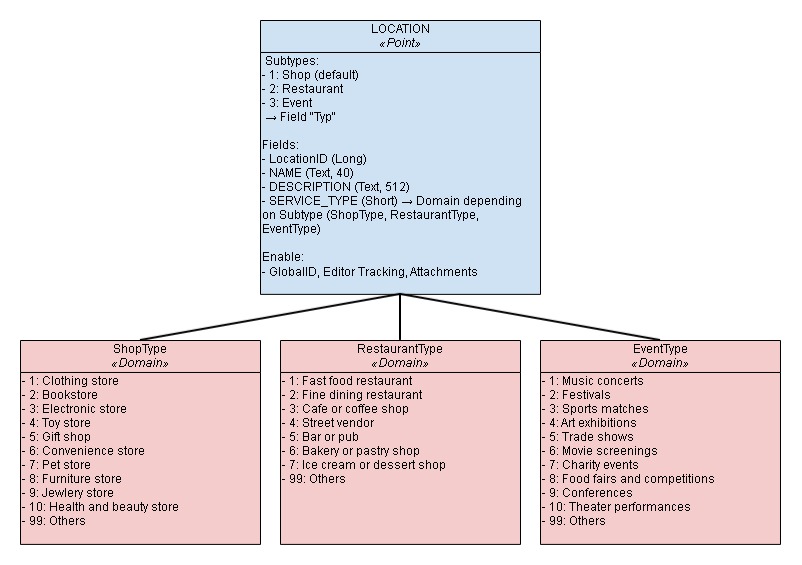 LOCATION
«Point»
Subtypes:
- 1: Shop (default)
- 2: Restaurant
- 3: Event
→ Field "Typ"
Fields:
- LocationID (Long)
- NAME (Text, 40)
- DESCRIPTION (Text, 512)
- SERVICE_TYPE (Short) → Domain depending
on Subtype (ShopType, RestaurantType,
EventType)
Enable:
- GlobalID, Editor Tracking, Attachments
ShopType
«Domain»
- 1: Clothing store
- 2: Bookstore
- 3: Electronic store
- 4: Toy store
- 5: Gift shop
- 6: Convenience store
- 7: Pet store
- 8: Furniture store
- 9: Jewlery store
- 10: Health and beauty store
- 99: Others
RestaurantType
«Domain»
- 1: Fast food restaurant
- 2: Fine dining restaurant
- 3: Cafe or coffee shop
- 4: Street vendor
- 5: Bar or pub
- 6: Bakery or pastry shop
- 7: Ice cream or dessert shop
- 99: Others
EventType
«Domain»
- 1: Music concerts
- 2: Festivals
- 3: Sports matches
- 4: Art exhibitions
- 5: Trade shows
- 6: Movie screenings
- 7: Charity events
- 8: Food fairs and competitions
- 9: Conferences
- 10: Theater performances
- 99: Others